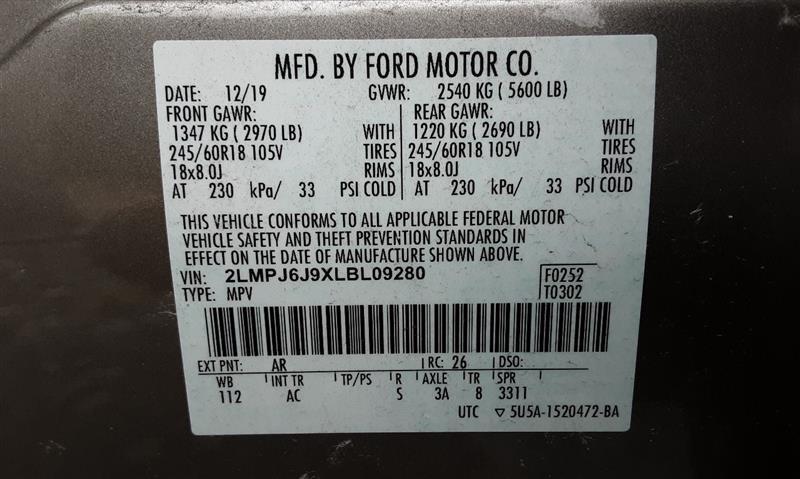 MFD. BY FORD MOTOR CO.
DATE: 12/19 GVWR: 2540 KG ( 5600 LB)
FRONT GAWR: REAR GAWR:
1347 KG ( 2970 LB) WITH 1220 KG ( 2690 LB) WITH
245/60R18 105V TIRES 245/60R18 105V TIRES
18x8.0J RIMS 18x8.0J RIMS
AT 230 kPa/ 33 PSI COLD AT 230 kPa/ 33 PSI COLD
THIS VEHICLE CONFORMS TO ALL APPLICABLE FEDERAL MOTOR
VEHICLE SAFETY AND THEFT PREVENTION STANDARDS IN
EFFECT ON THE DATE OF MANUFACTURE SHOWN ABOVE.
VIN: 2LMPJ6J9XLBL09280 F0252
TYPE: MPV T0302
EXT PNT: AR RC: 26 DSO:
WB INT TR TP/PS R AXLE TR SPR
112 AC S 3A 8 3311
UTC ▽ 5U5A-1520472-BA